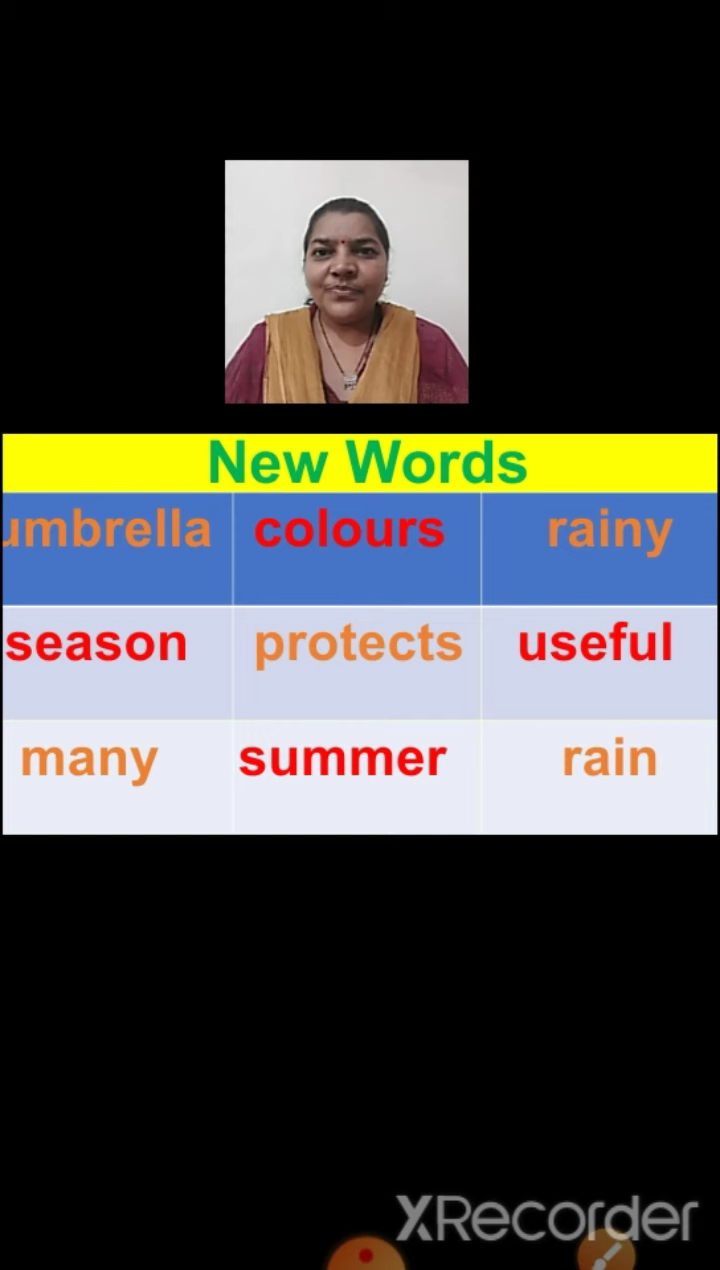 New Words
umbrella colours rainy
season protects useful
many summer rain
XRecorder